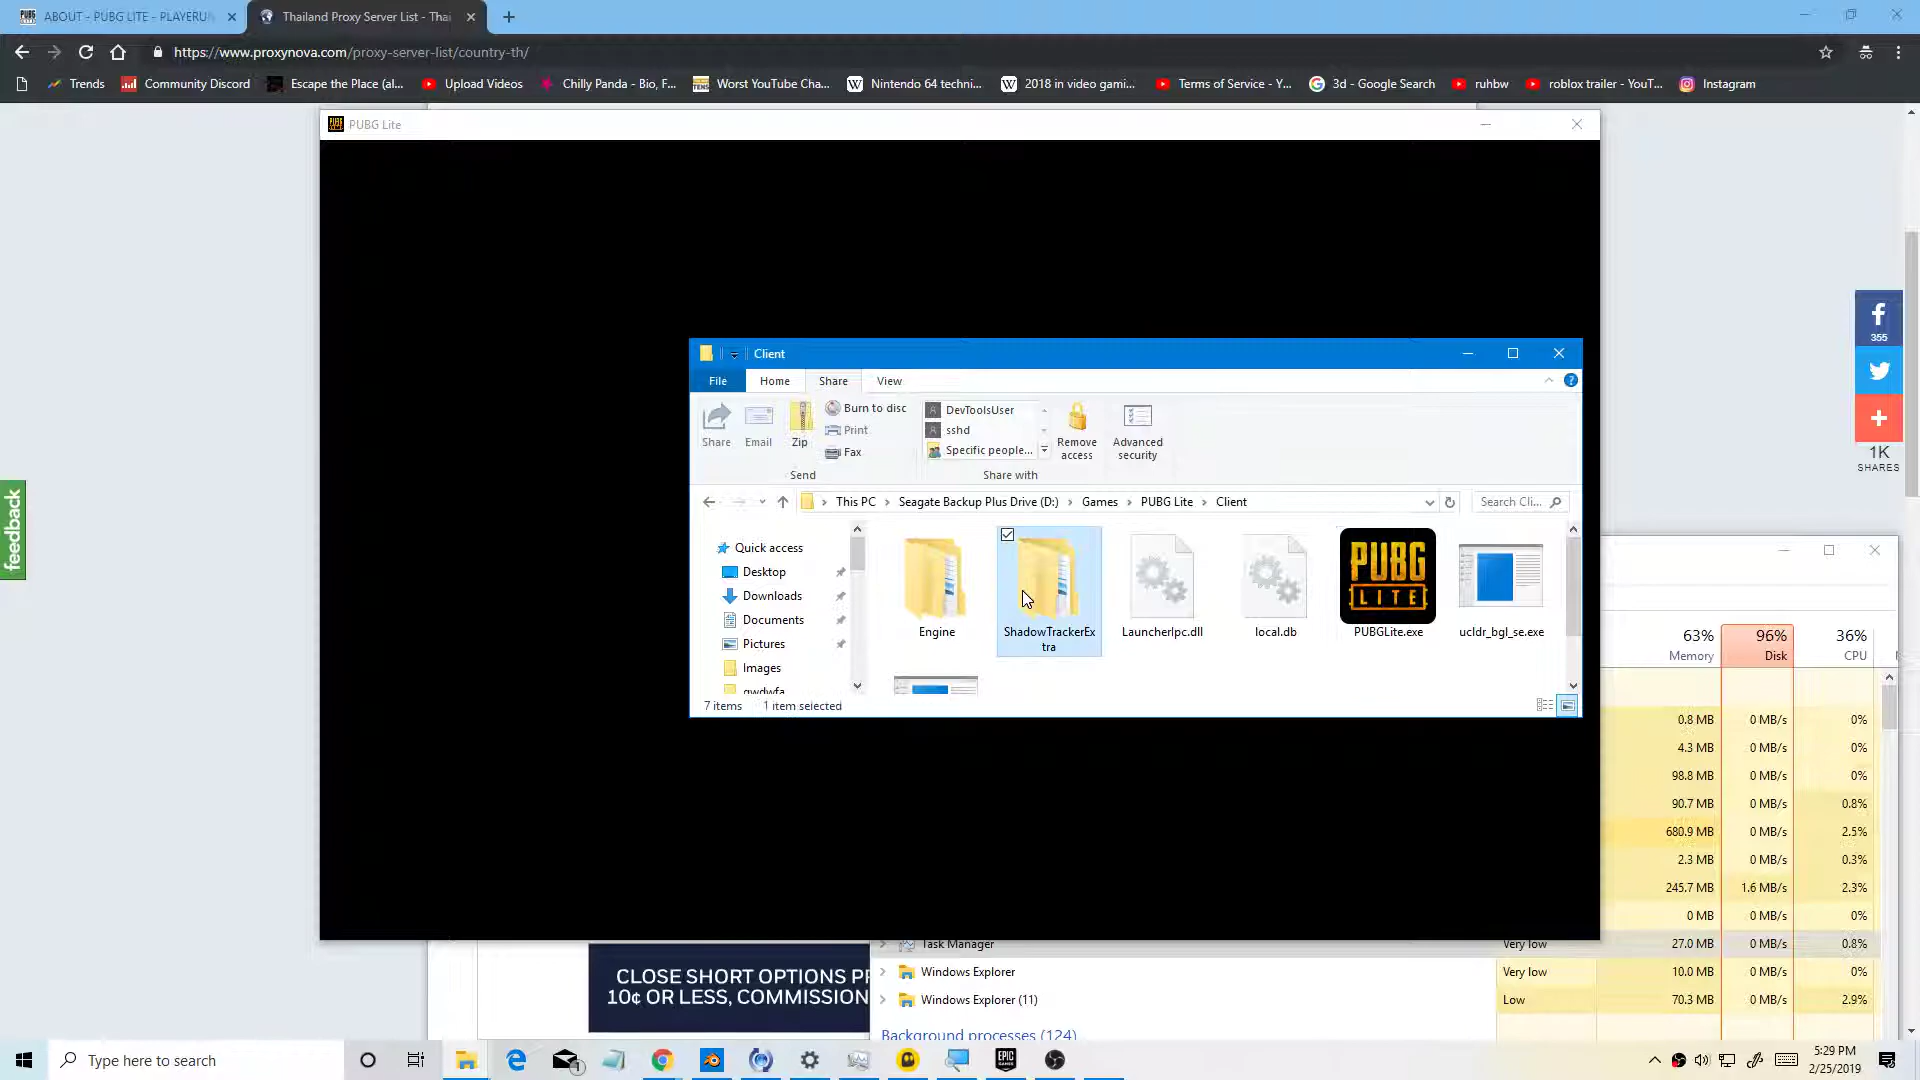 ABOUT - PUBG LITE - PLAYERUN
Thailand Proxy Server List - Thai
https://www.proxynova.com/proxy-server-list/country-th/
Trends
Community Discord
Escape the Place (al...
Upload Videos
Chilly Panda - Bio, F...
Worst YouTube Cha...
Nintendo 64 techni...
2018 in video gami...
Terms of Service - Y...
3d - Google Search
ruhbw
roblox trailer - YouT...
Instagram
PUBG Lite
355
1K
SHARES
feedback
Client
File
Home
Share
View
Share
Email
Zip
Burn to disc
Print
Fax
Send
DevToolsUser
sshd
Specific people...
Share with
Remove
access
Advanced
security
This PC
Seagate Backup Plus Drive (D:)
Games
PUBG Lite
Client
Search Cli...
Quick access
Desktop
Downloads
Documents
Pictures
Images
qwdwfa
Engine
ShadowTrackerEx
tra
LauncherIpc.dll
local.db
PUBG
LITE
PUBGLite.exe
ucldr_bgl_se.exe
7 items
1 item selected
63%
96%
36%
Memory
Disk
CPU
0.8 MB 0 MB/s 0%
4.3 MB 0 MB/s 0%
98.8 MB 0 MB/s 0%
90.7 MB 0 MB/s 0.8%
680.9 MB 0 MB/s 2.5%
2.3 MB 0 MB/s 0.3%
245.7 MB 1.6 MB/s 2.3%
0 MB 0 MB/s 0%
Task Manager Very low 27.0 MB 0 MB/s 0.8%
Windows Explorer Very low 10.0 MB 0 MB/s 0%
Windows Explorer (11) Low 70.3 MB 0 MB/s 2.9%
Background processes (124)
CLOSE SHORT OPTIONS P
10¢ OR LESS, COMMISSION
Type here to search
1
EPIC
GAMES
5:29 PM
2/25/2019